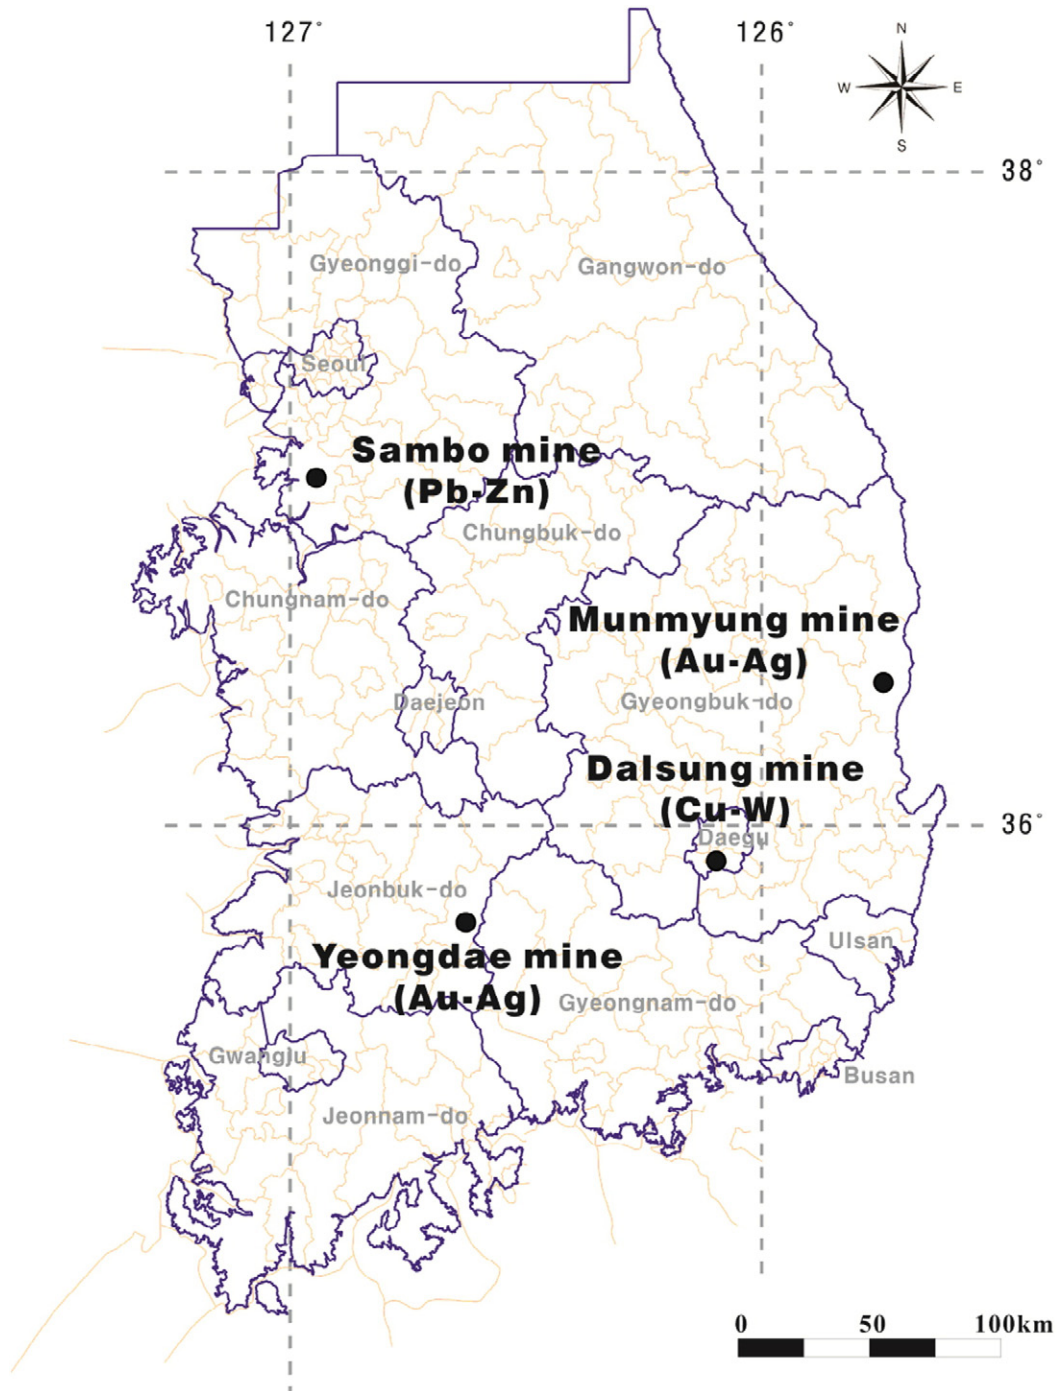 127°
126°
N
W
E
S
38°
Gyeonggi-do
Gangwon-do
Seoul
Sambo mine
(Pb-Zn)
Chungbuk-do
Chungnam-do
Munmyung mine
(Au-Ag)
Daejeon
Gyeongbuk-do
Dalsung mine
(Cu-W)
36°
Daegu
Jeonbuk-do
Ulsan
Yeongdae mine
(Au-Ag)
Gyeongnam-do
Gwangju
Busan
Jeonnam-do
0 50 100km